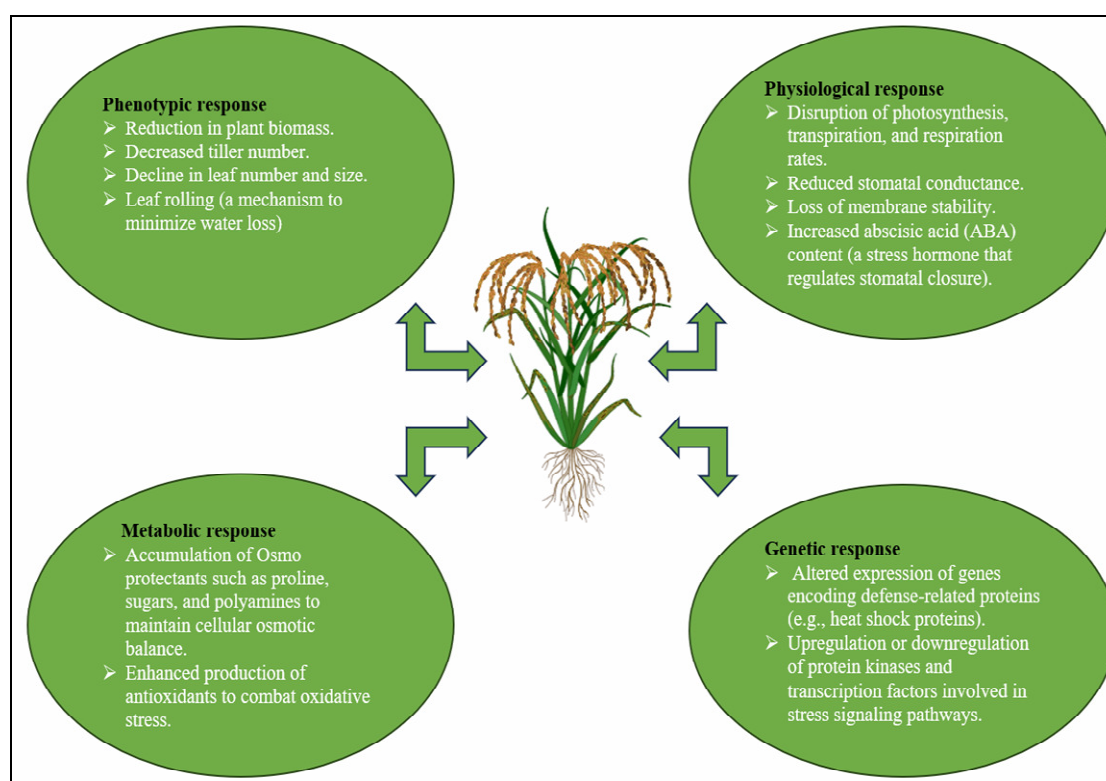 Phenotypic response
➢ Reduction in plant biomass.
➢ Decreased tiller number.
➢ Decline in leaf number and size.
➢ Leaf rolling (a mechanism to
minimize water loss)
Physiological response
➢ Disruption of photosynthesis,
transpiration, and respiration
rates.
➢ Reduced stomatal conductance.
➢ Loss of membrane stability.
➢ Increased abscisic acid (ABA)
content (a stress hormone that
regulates stomatal closure).
Metabolic response
➢ Accumulation of Osmo
protectants such as proline,
sugars, and polyamines to
maintain cellular osmotic
balance.
➢ Enhanced production of
antioxidants to combat oxidative
stress.
Genetic response
➢ Altered expression of genes
encoding defense-related proteins
(e.g., heat shock proteins).
➢ Upregulation or downregulation
of protein kinases and
transcription factors involved in
stress signaling pathways.